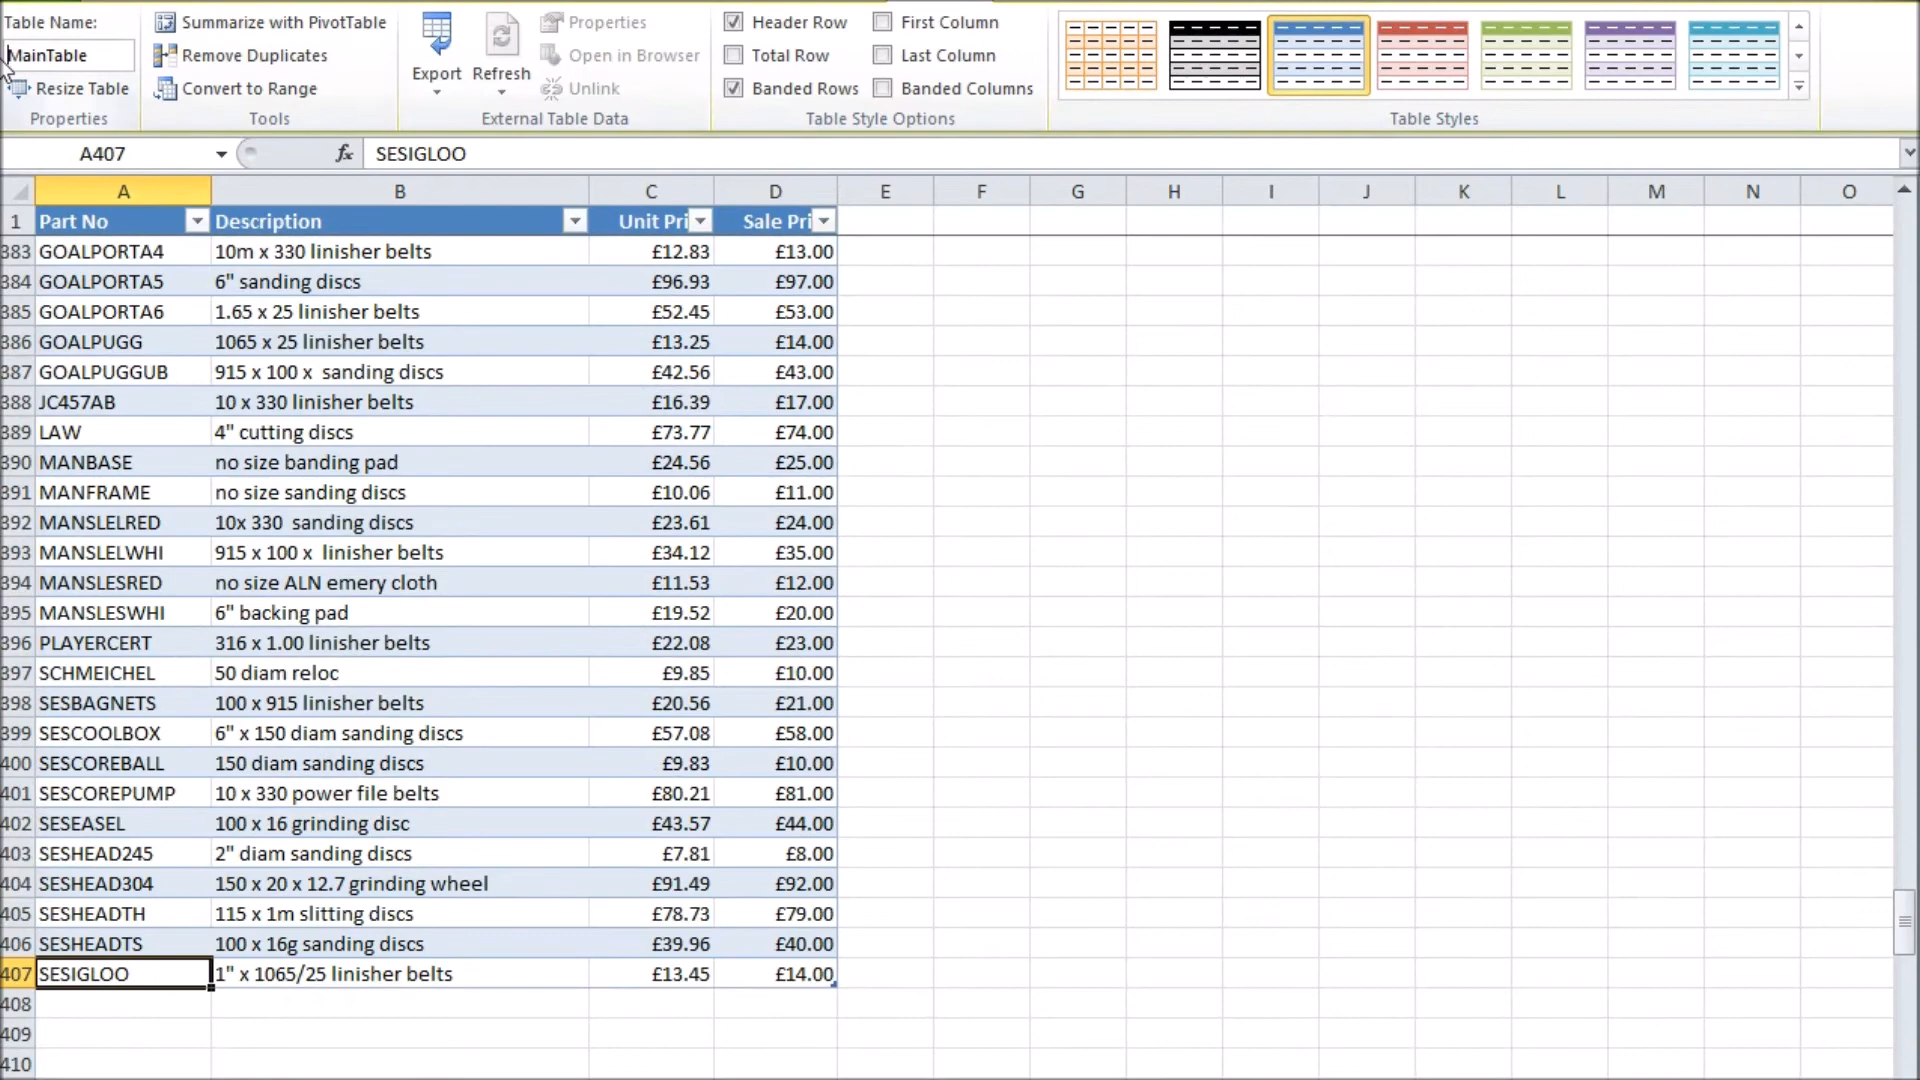 Table Name:
MainTable
Resize Table
Properties
Summarize with PivotTable
Remove Duplicates
Convert to Range
Tools
Export
Refresh
Properties
Open in Browser
Unlink
External Table Data
Header Row
Total Row
Banded Rows
First Column
Last Column
Banded Columns
Table Style Options
Table Styles
A407 fx SESIGLOO
A B C D E F G H I J K L M N O
1 Part No Description Unit Pri Sale Pri
383 GOALPORTA4 10m x 330 linisher belts £12.83 £13.00
384 GOALPORTA5 6" sanding discs £96.93 £97.00
385 GOALPORTA6 1.65 x 25 linisher belts £52.45 £53.00
386 GOALPUGG 1065 x 25 linisher belts £13.25 £14.00
387 GOALPUGGUB 915 x 100 x  sanding discs £42.56 £43.00
388 JC457AB 10 x 330 linisher belts £16.39 £17.00
389 LAW 4" cutting discs £73.77 £74.00
390 MANBASE no size banding pad £24.56 £25.00
391 MANFRAME no size sanding discs £10.06 £11.00
392 MANSLELRED 10x 330  sanding discs £23.61 £24.00
393 MANSLELWHI 915 x 100 x  linisher belts £34.12 £35.00
394 MANSLESRED no size ALN emery cloth £11.53 £12.00
395 MANSLESWHI 6" backing pad £19.52 £20.00
396 PLAYERCERT 316 x 1.00 linisher belts £22.08 £23.00
397 SCHMEICHEL 50 diam reloc £9.85 £10.00
398 SESBAGNETS 100 x 915 linisher belts £20.56 £21.00
399 SESCOOLBOX 6" x 150 diam sanding discs £57.08 £58.00
400 SESCOREBALL 150 diam sanding discs £9.83 £10.00
401 SESCOREPUMP 10 x 330 power file belts £80.21 £81.00
402 SESEASEL 100 x 16 grinding disc £43.57 £44.00
403 SESHEAD245 2" diam sanding discs £7.81 £8.00
404 SESHEAD304 150 x 20 x 12.7 grinding wheel £91.49 £92.00
405 SESHEADTH 115 x 1m slitting discs £78.73 £79.00
406 SESHEADTS 100 x 16g sanding discs £39.96 £40.00
407 SESIGLOO 1" x 1065/25 linisher belts £13.45 £14.00
408
409
410